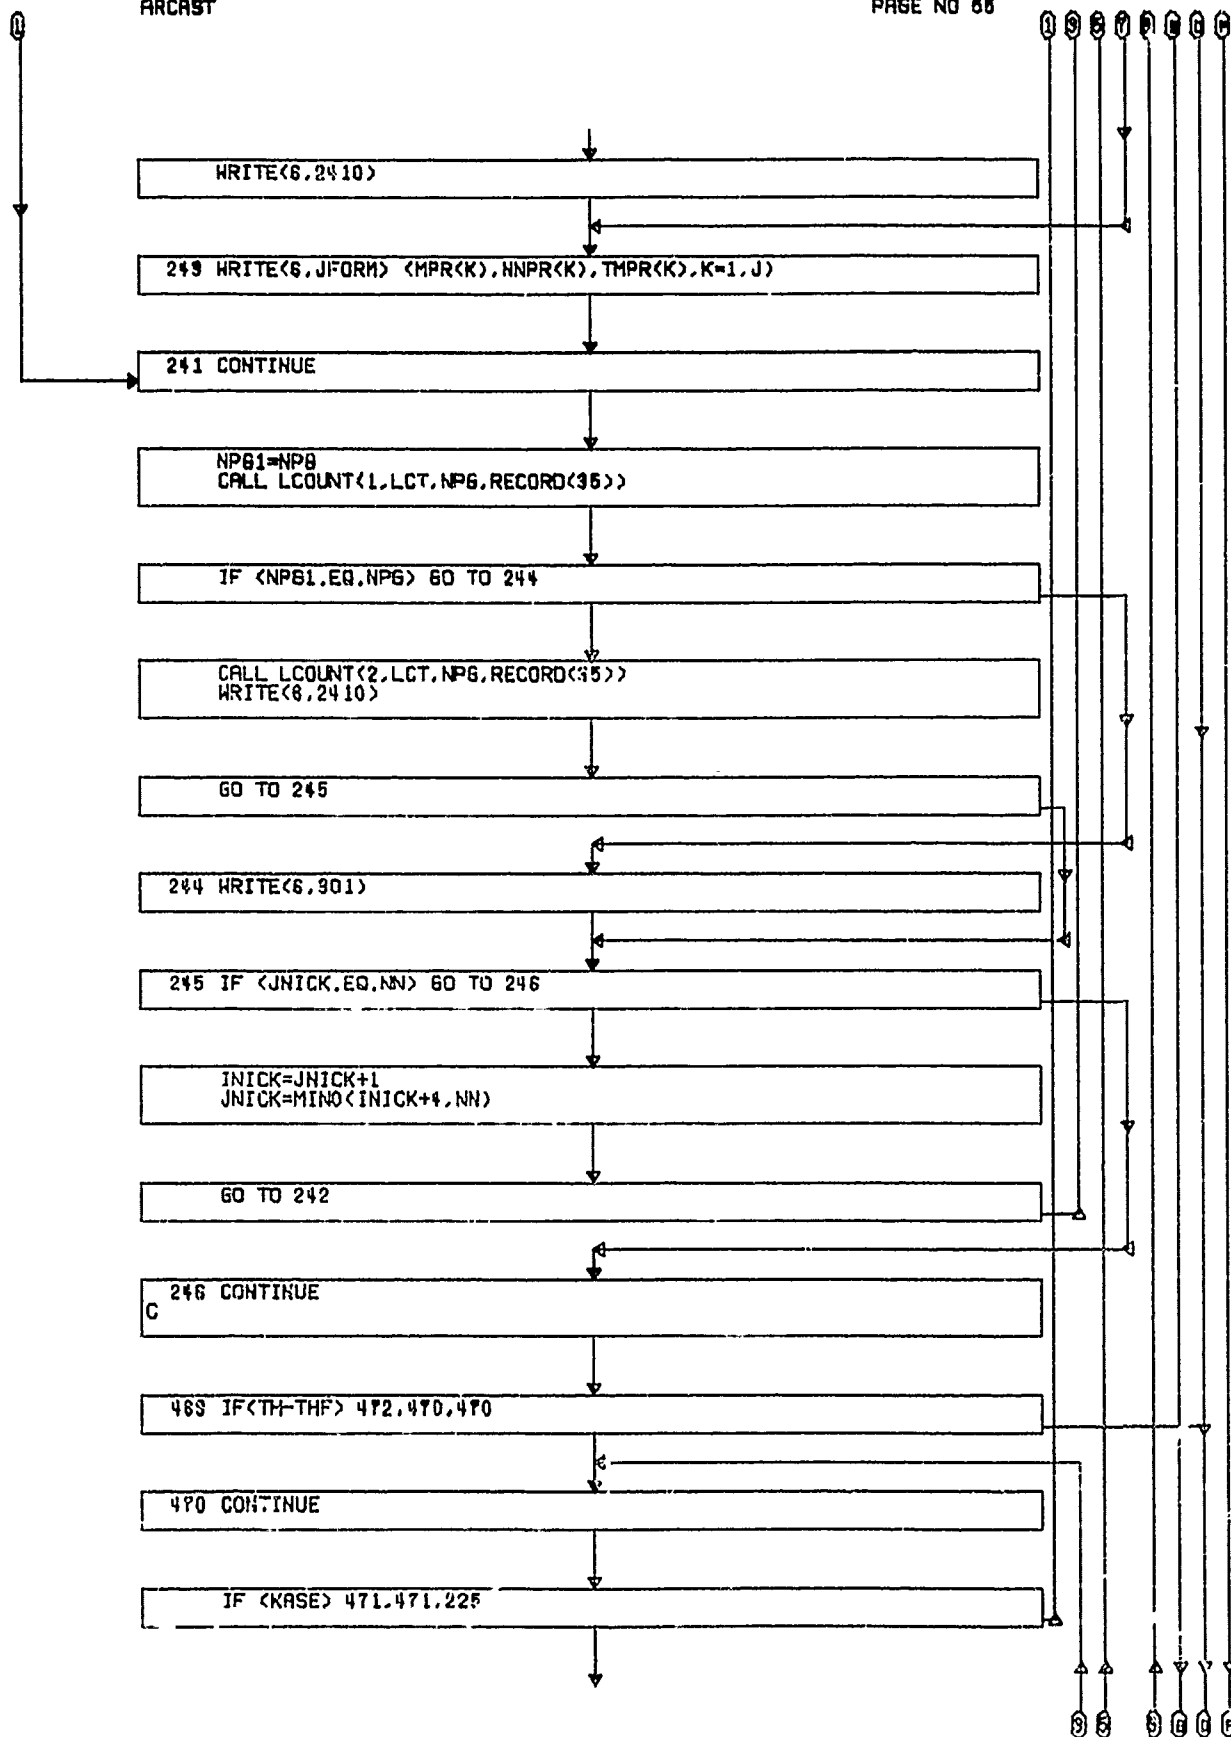 ARCAST
PAGE NO 66
WRITE(6,2410)
243 WRITE(6,JFORM) (MPR(K),NNPR(K),TMPR(K),K=1,J)
241 CONTINUE
NPG1=NPG
CALL LCOUNT(1,LCT,NPG,RECORD(35))
IF (NPG1.EQ.NPG) GO TO 244
CALL LCOUNT(2,LCT,NPG,RECORD(35))
WRITE(6,2410)
GO TO 245
244 WRITE(6,301)
245 IF (JNICK.EQ.NN) GO TO 246
INICK=JNICK+1
JNICK=MINO(INICK+4,NN)
GO TO 242
246 CONTINUE
C
469 IF(TM-THF) 472,470,470
470 CONTINUE
IF (KASE) 471,471,225